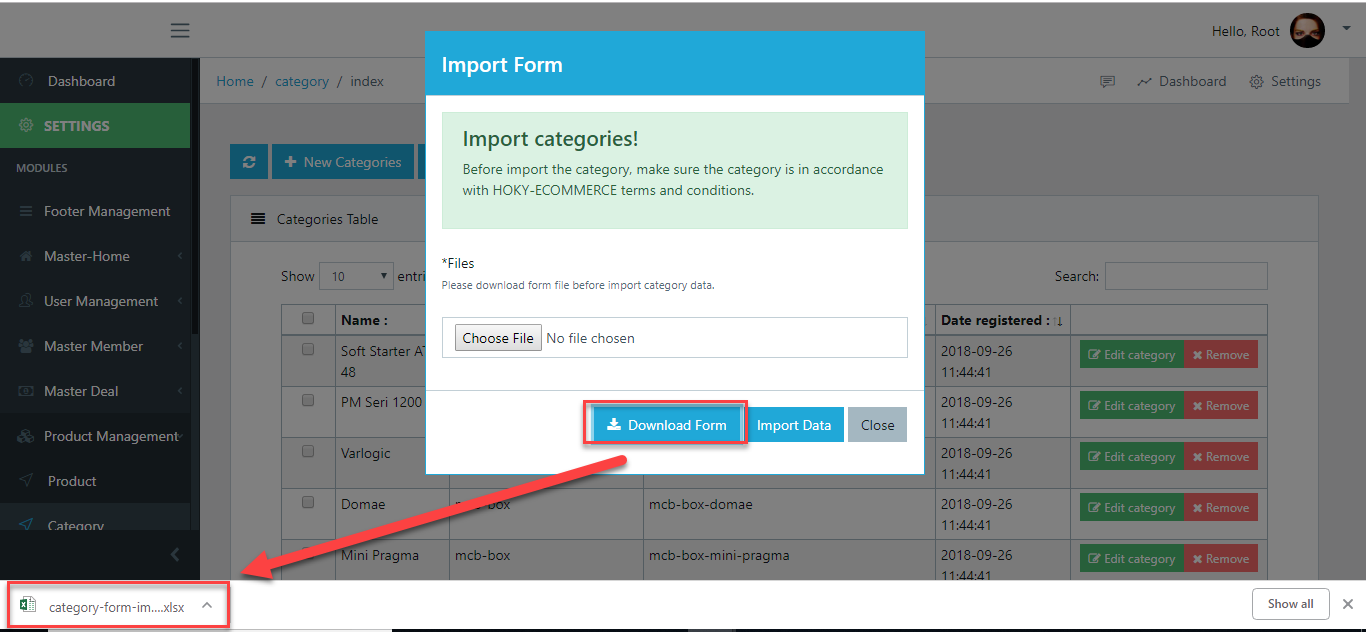 Hello, Root
Dashboard
SETTINGS
MODULES
Footer Management
Master-Home
User Management
Master Member
Master Deal
Product Management
Product
Category
Home / category / index
Dashboard
Settings
New Categories
Categories Table
Show 10 entri
Search:
Name :
Date registered :
Soft Starter AT
48
2018-09-26
11:44:41
Edit category
Remove
PM Seri 1200
2018-09-26
11:44:41
Edit category
Remove
Varlogic
2018-09-26
11:44:41
Edit category
Remove
Domae
mcb-box
mcb-box-domae
2018-09-26
11:44:41
Edit category
Remove
Mini Pragma
mcb-box
mcb-box-mini-pragma
2018-09-26
11:44:41
Edit category
Remove
Import Form
Import categories!
Before import the category, make sure the category is in accordance
with HOKY-ECOMMERCE terms and conditions.
*Files
Please download form file before import category data.
Choose File No file chosen
Download Form
Import Data
Close
category-form-im....xlsx
Show all